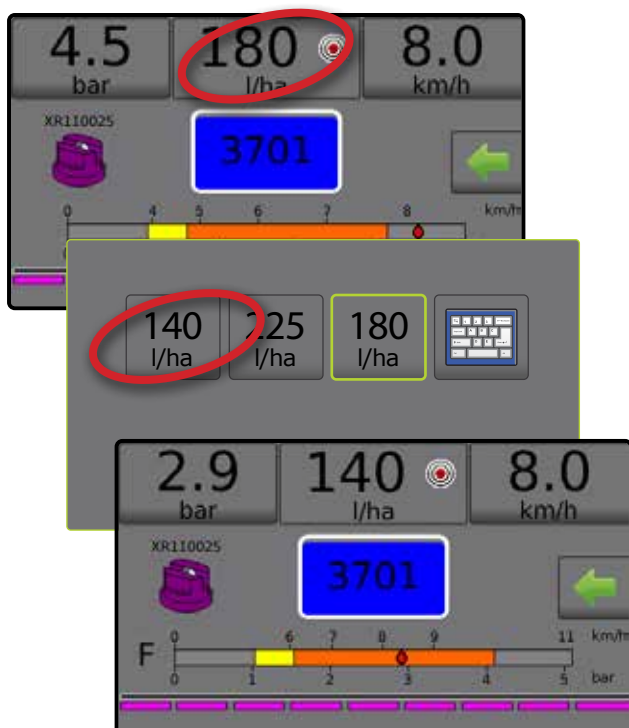 4.5 180 8.0
bar l/ha km/h
XR110025
3701
0 4 5 6 7 8 km/h
140 225 180
l/ha l/ha l/ha
2.9 140 8.0
bar l/ha km/h
XR110025
3701
0 6 7 8 9 11 km/h
F
0 1 2 3 4 5 bar